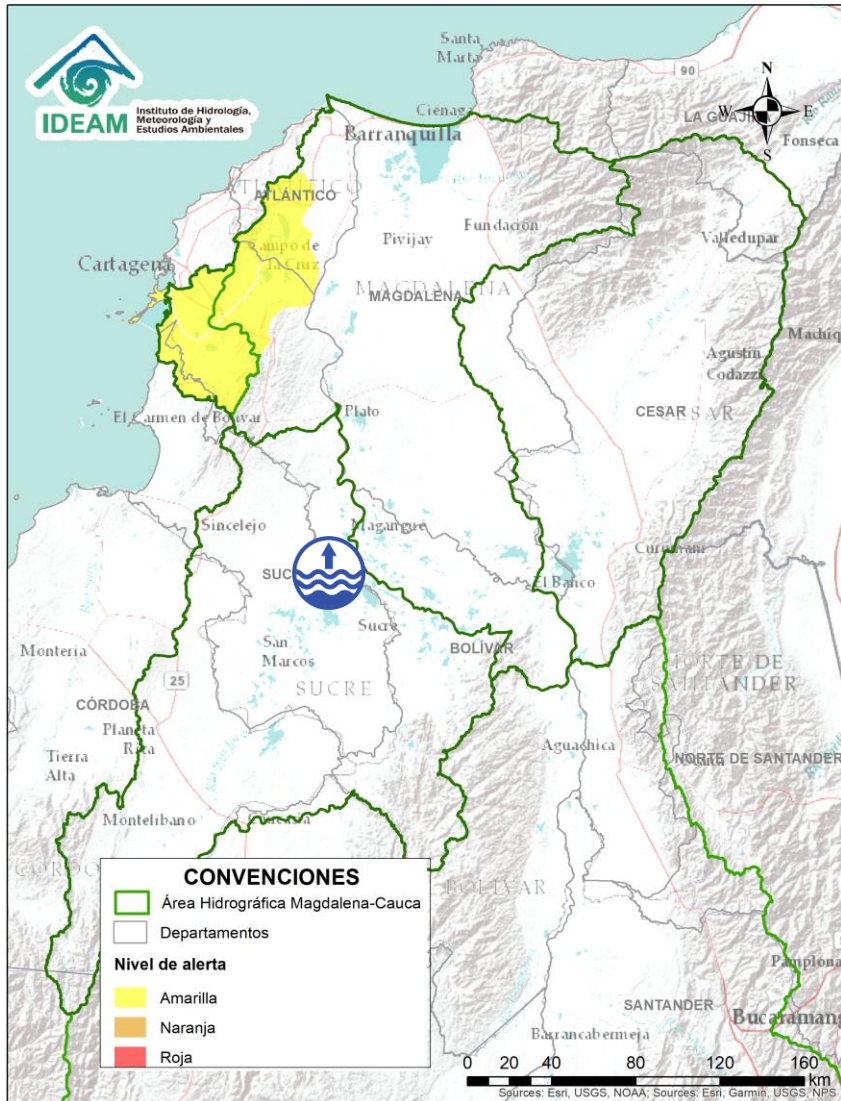 IDEAM
Instituto de Hidrología,
Meteorología y
Estudios Ambientales
Santa
Marta
90
N
W
E
S
Ciénaga
LA GUAJIRA
Barranquilla
Fonseca
ATLÁNTICO
Fundación
Pivijay
Valledupar
Campo de
la Cruz
Cartagena
MAGDALENA
MAGDALENA
Agustín
Codazzi
CESAR
CESAR
El Carmen de Bolívar
Plato
Sincelejo
Magangué
Curumaní
El Banco
Sucre
Montería
San
Marcos
BOLÍVAR
NORTE DE
SANTANDER
25
SUCRE
CÓRDOBA
Planeta
Rica
Tierra
Alta
Aguachica
NORTE DE SANTANDER
Montelíbano
BOLÍVAR
CONVENCIONES
Área Hidrográfica Magdalena-Cauca
Departamentos
Nivel de alerta
Amarilla
Naranja
Roja
Pamplona
SANTANDER
Barrancabermeja
0 20 40 80 120 160
km
Sources: Esri, USGS, NOAA; Sources: Esri, Garmin, USGS, NPS